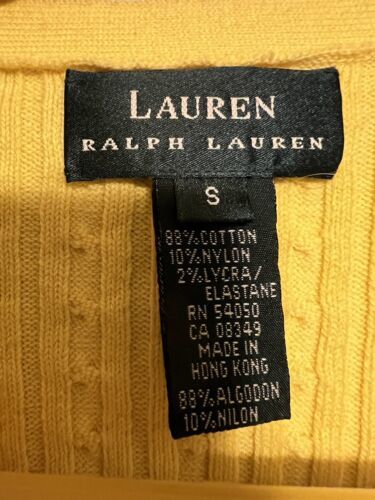 LAUREN
RALPH LAUREN
S
88% COTTON
10% NYLON
2% LYCRA/
ELASTANE
RN 54050
CA 08349
MADE IN
HONG KONG
88% ALGODON
10% NILON